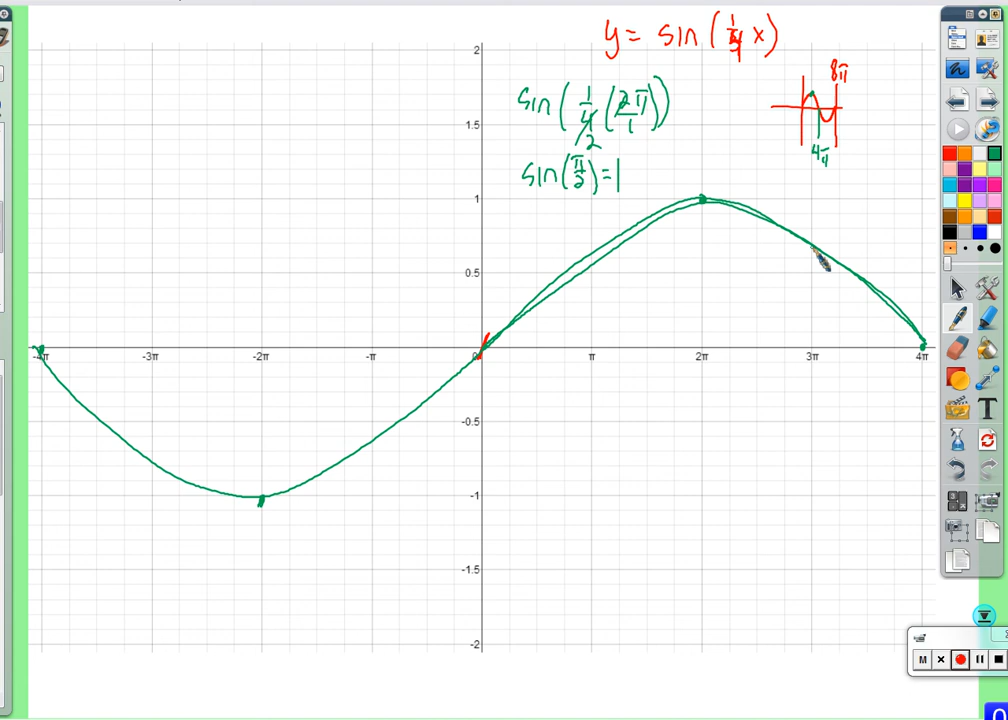 y = sin(1/4 x)
2
8π
sin(1/4(2π/1))
2
1.5
4π
sin(π/2)=1
1
0.5
-4π -3π -2π -π 0 π 2π 3π 4π
-0.5
-1
-1.5
-2
T
M